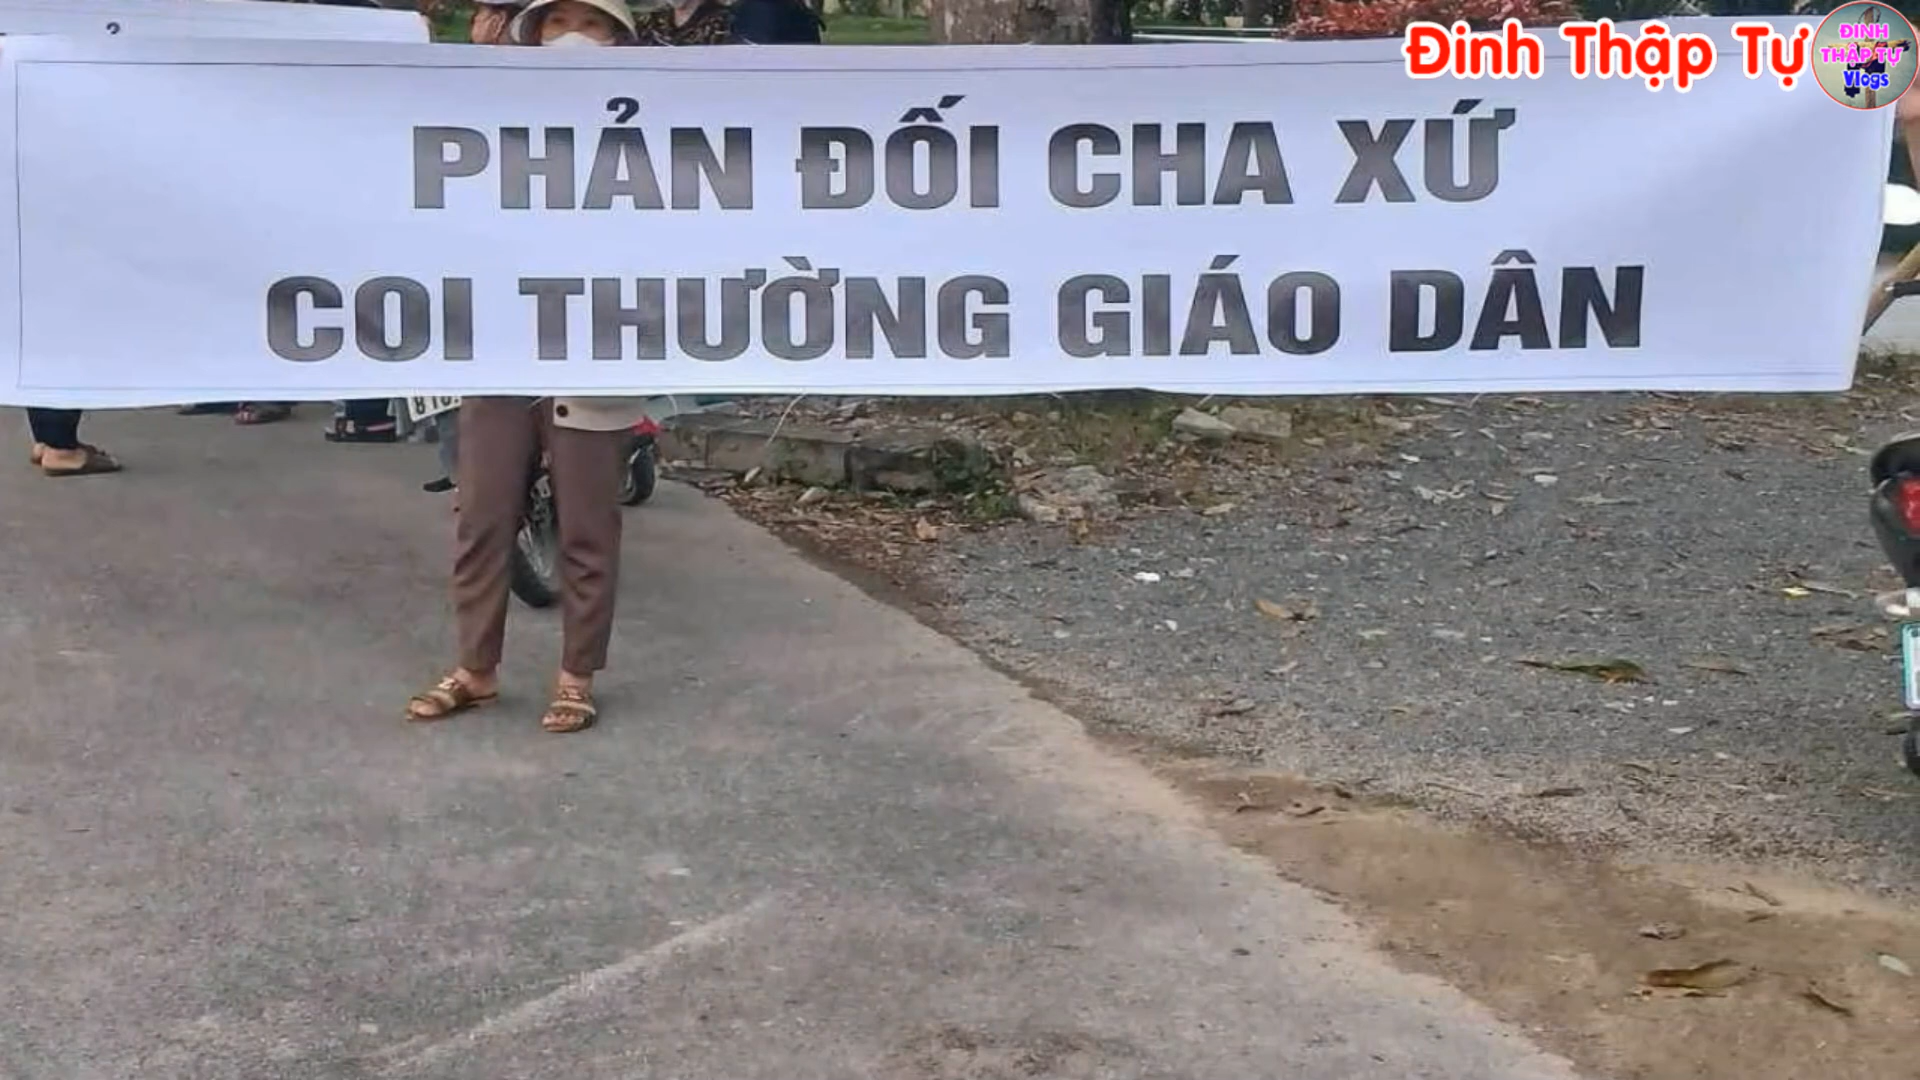 Đinh Thập Tự
ĐINH
THẬP TỰ
Vlogs
PHẢN ĐỐI CHA XỨ
COI THƯỜNG GIÁO DÂN